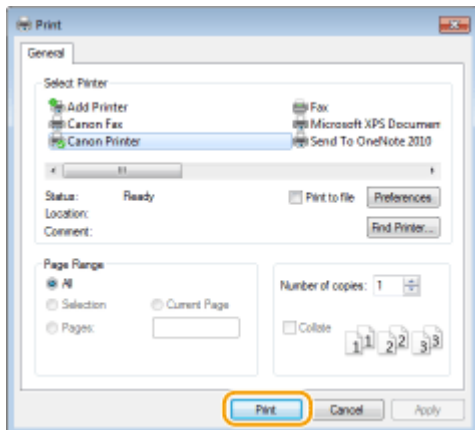 Print
General
Select Printer
Add Printer
Fax
Canon Fax
Microsoft XPS Documen
Canon Printer
Send To OneNote 2010
Status: Ready
Print to file
Preferences
Location:
Comment:
Find Printer...
Page Range
All
Selection
Current Page
Pages:
Number of copies: 1
Collate
1 1 2 2 3 3
Print
Cancel
Apply